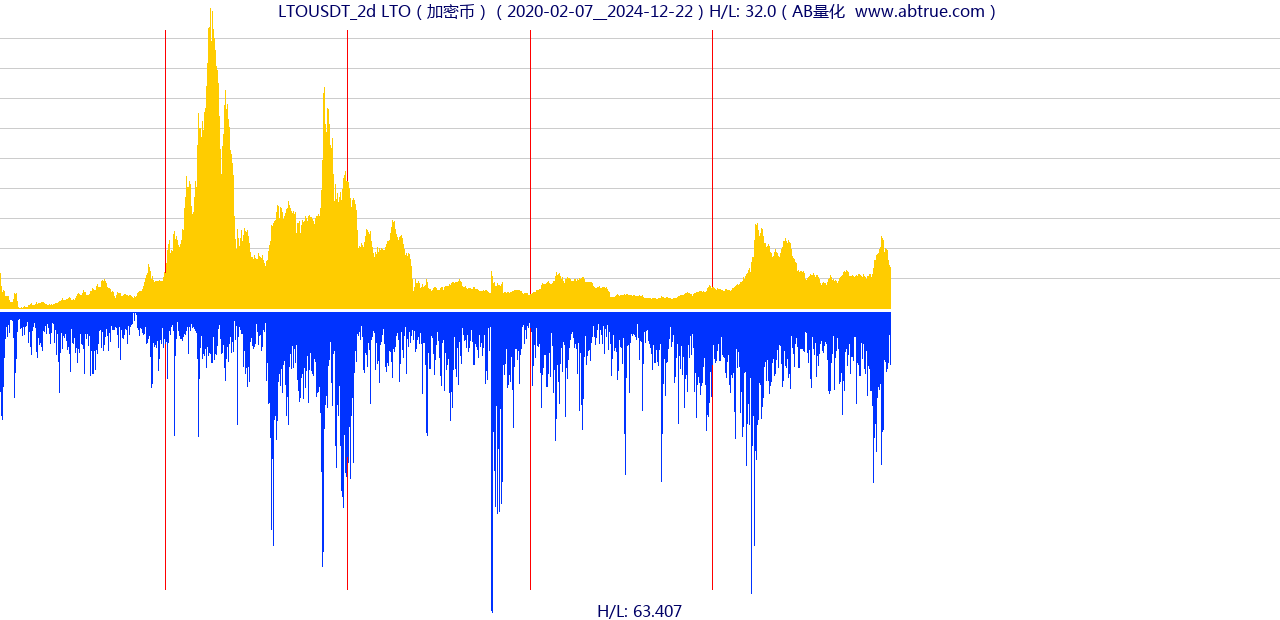 LTOUSDT_2d LTO（加密币）（2020-02-07__2024-12-22）H/L: 32.0（AB量化  www.abtrue.com）
H/L: 63.407